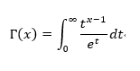 Γ(x) = ∫₀^∞ t^{x−1}/e^t dt.